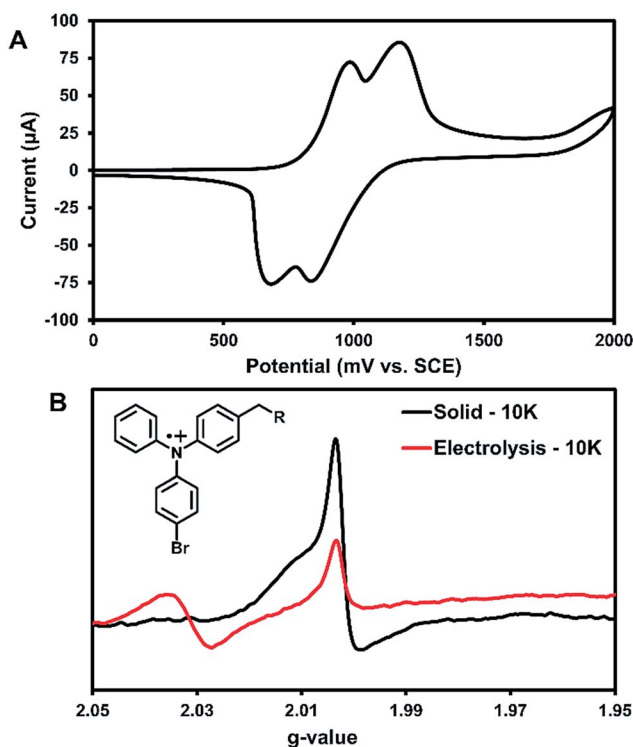 A
100
75
50
25
0
-25
-50
-75
-100
Current (µA)
0
500
1000
1500
2000
Potential (mV vs. SCE)
B
R
•+
N
Br
Solid - 10K
Electrolysis - 10K
2.05
2.03
2.01
1.99
1.97
1.95
g-value